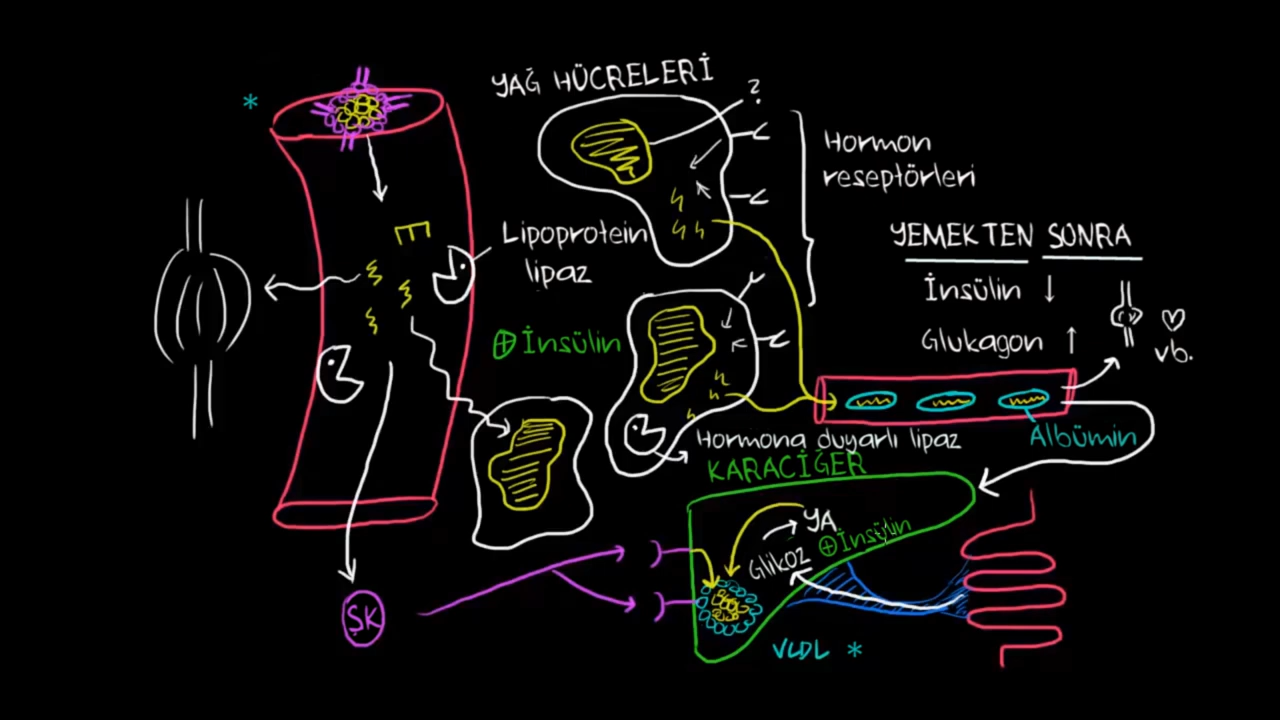 *
YAĞ HÜCRELERİ
?
Hormon
reseptörleri
Lipoprotein
lipaz
YEMEKTEN SONRA
İnsülin ↓
Glukagon ↑
♡
vb.
⊕ İnsülin
Hormona duyarlı lipaz
Albümin
KARACİĞER
YA
⊕ İnsülin
Glikoz
ŞK
VLDL *